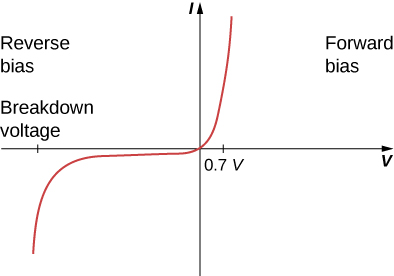 I
Reverse
bias
Forward
bias
Breakdown
voltage
0.7 V
V